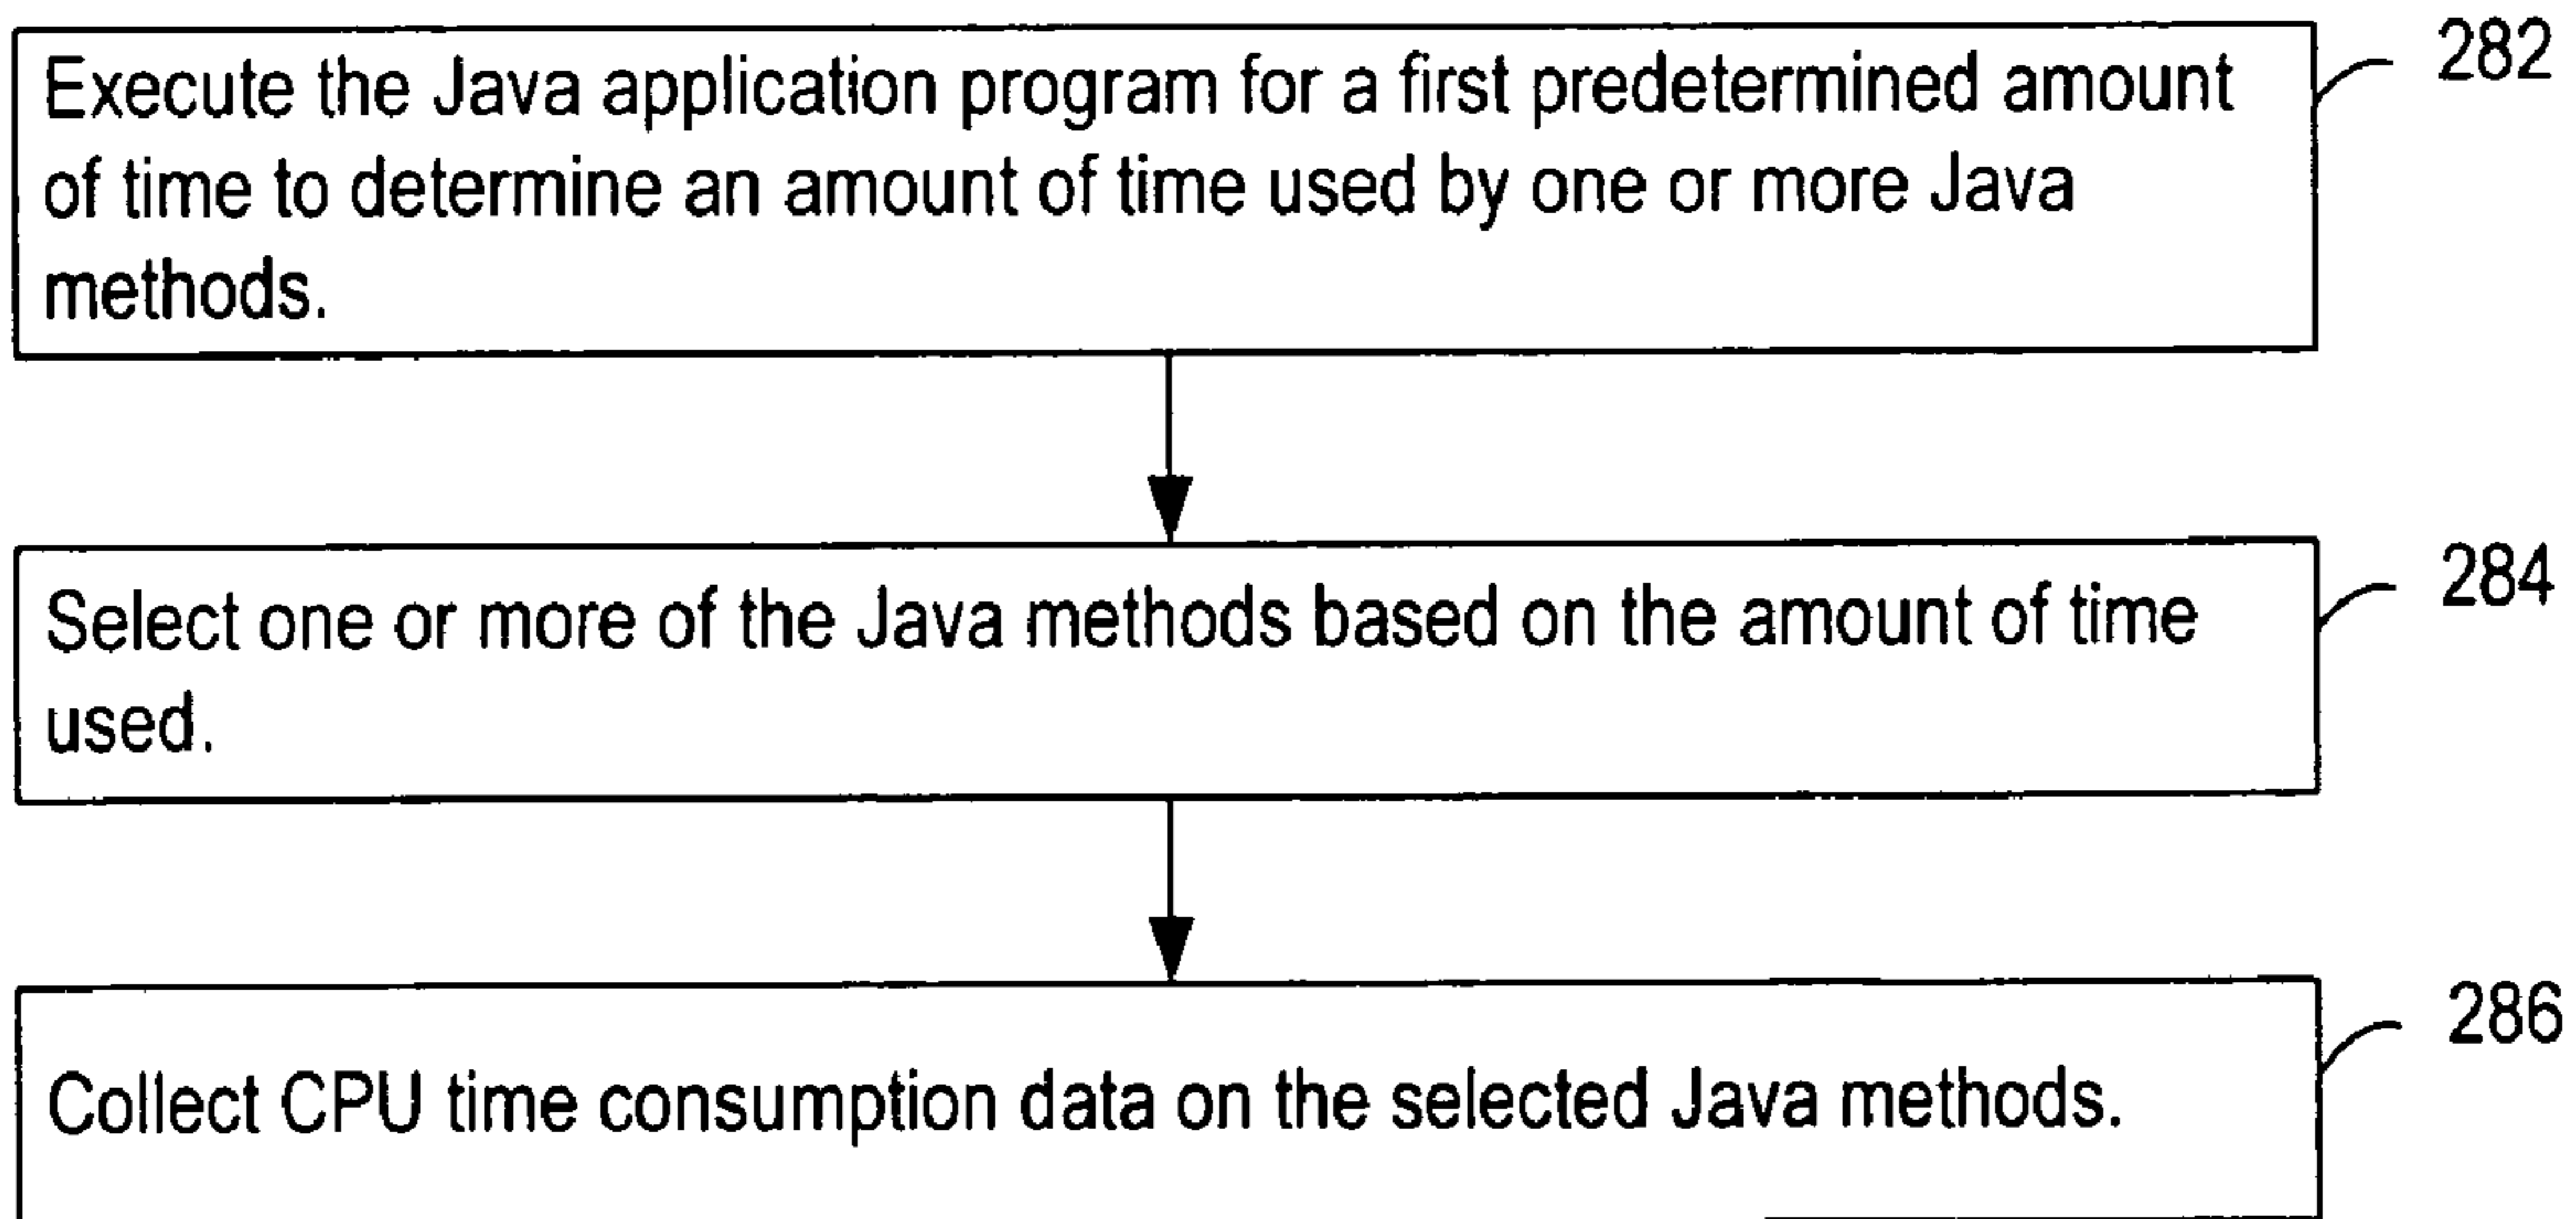 Execute the Java application program for a first predetermined amount
of time to determine an amount of time used by one or more Java
methods.
282
Select one or more of the Java methods based on the amount of time
used.
284
Collect CPU time consumption data on the selected Java methods.
286